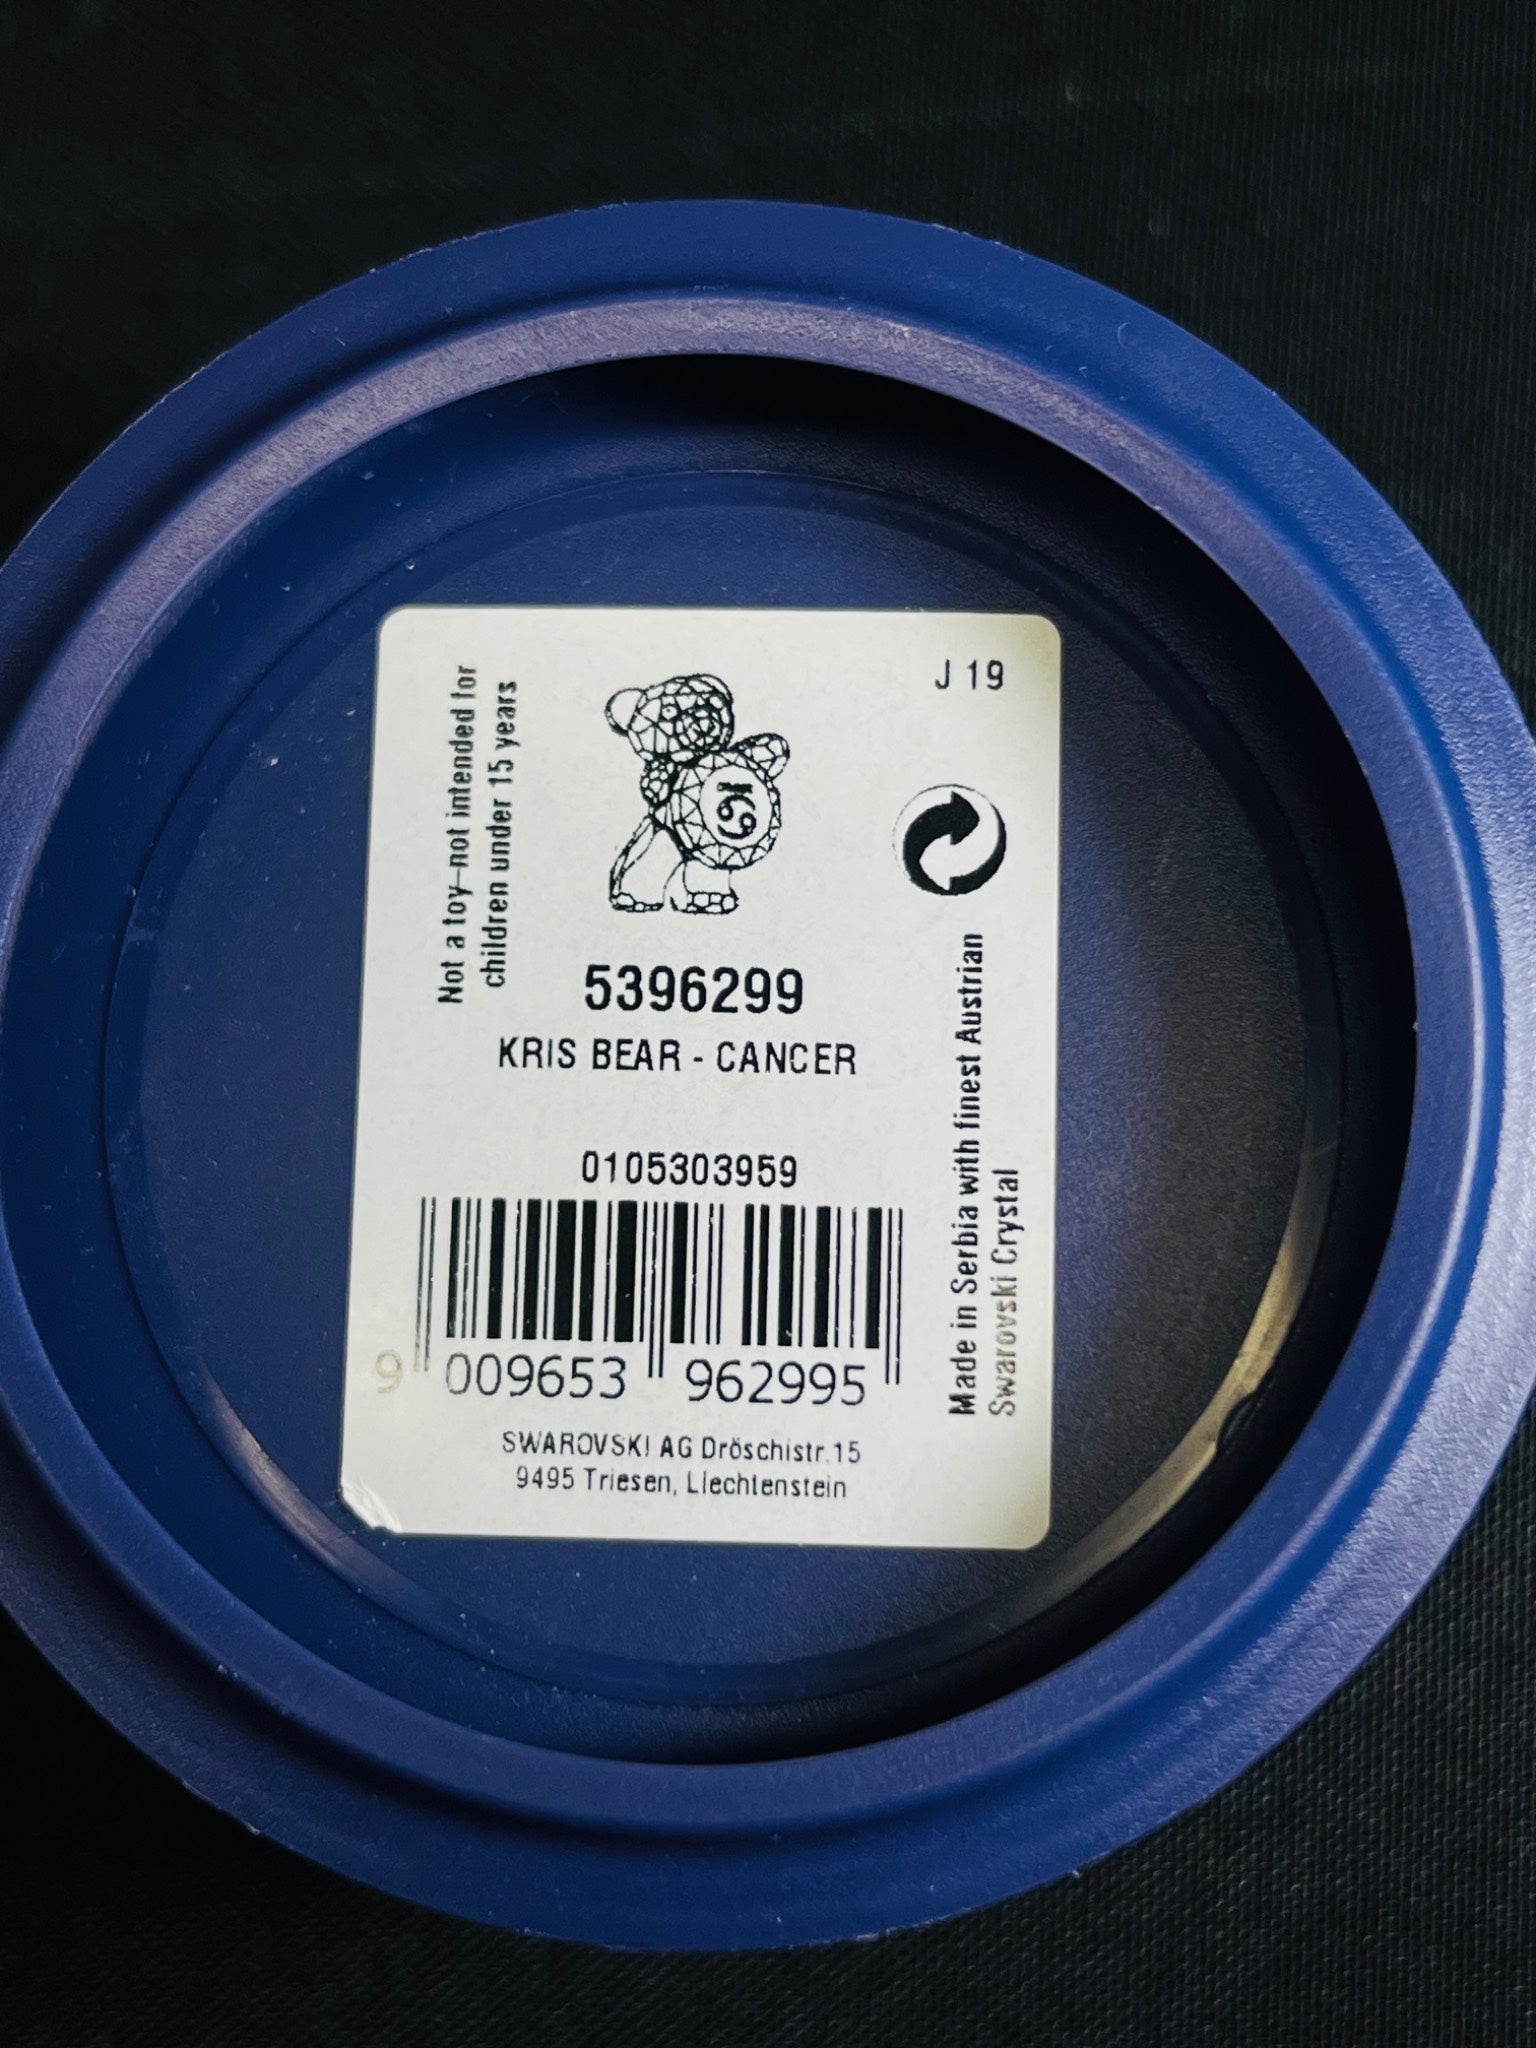 J 19
Not a toy-not intended for
children under 15 years
5396299
KRIS BEAR - CANCER
0105303959
9 009653 962995
SWAROVSKI AG Dröschistr.15
9495 Triesen, Liechtenstein
Made in Serbia with finest Austrian
Swarovski Crystal